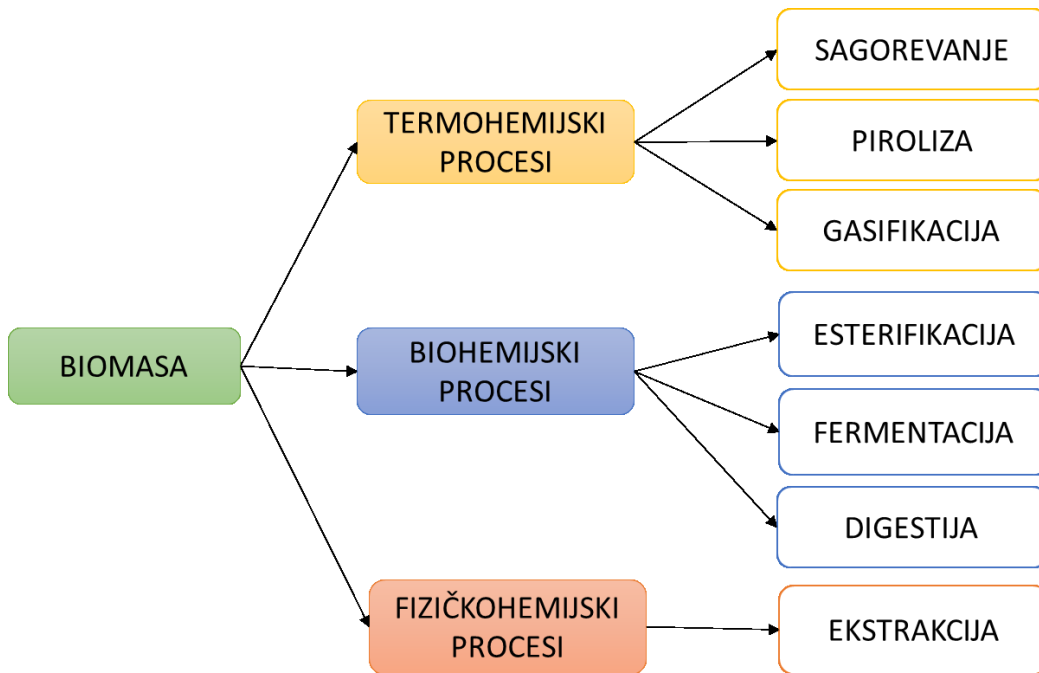 BIOMASA
TERMOHEMIJSKI
PROCESI
SAGOREVANJE
PIROLIZA
GASIFIKACIJA
BIOHEMIJSKI
PROCESI
ESTERIFIKACIJA
FERMENTACIJA
DIGESTIJA
FIZIČKOHEMIJSKI
PROCESI
EKSTRAKCIJA